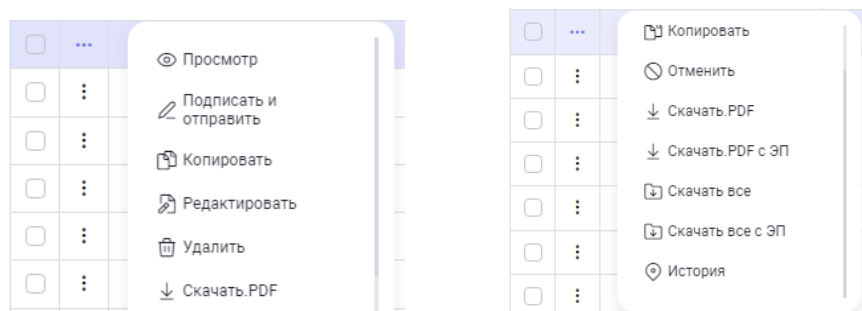 Просмотр
Подписать и
отправить
Копировать
Редактировать
Удалить
Скачать.PDF
Копировать
Отменить
Скачать.PDF
Скачать.PDF с ЭП
Скачать все
Скачать все с ЭП
История